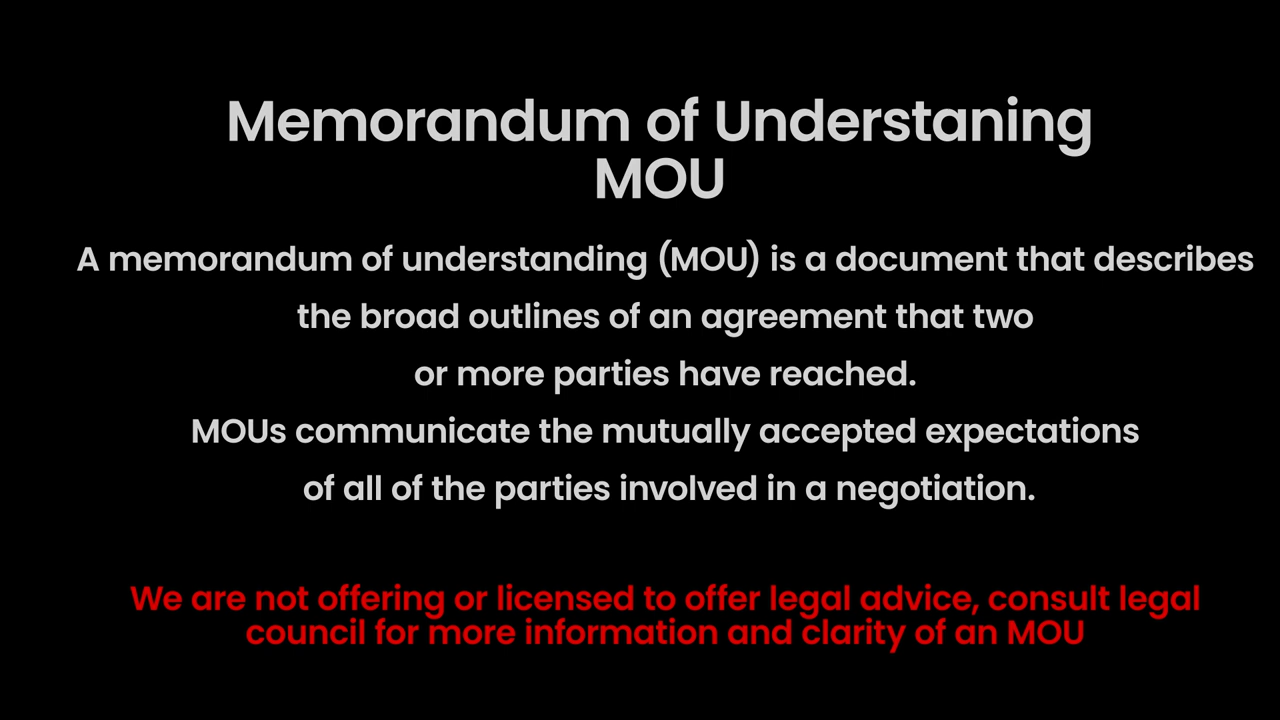 Memorandum of Understaning
MOU
A memorandum of understanding (MOU) is a document that describes
the broad outlines of an agreement that two
or more parties have reached.
MOUs communicate the mutually accepted expectations
of all of the parties involved in a negotiation.
We are not offering or licensed to offer legal advice, consult legal
council for more information and clarity of an MOU